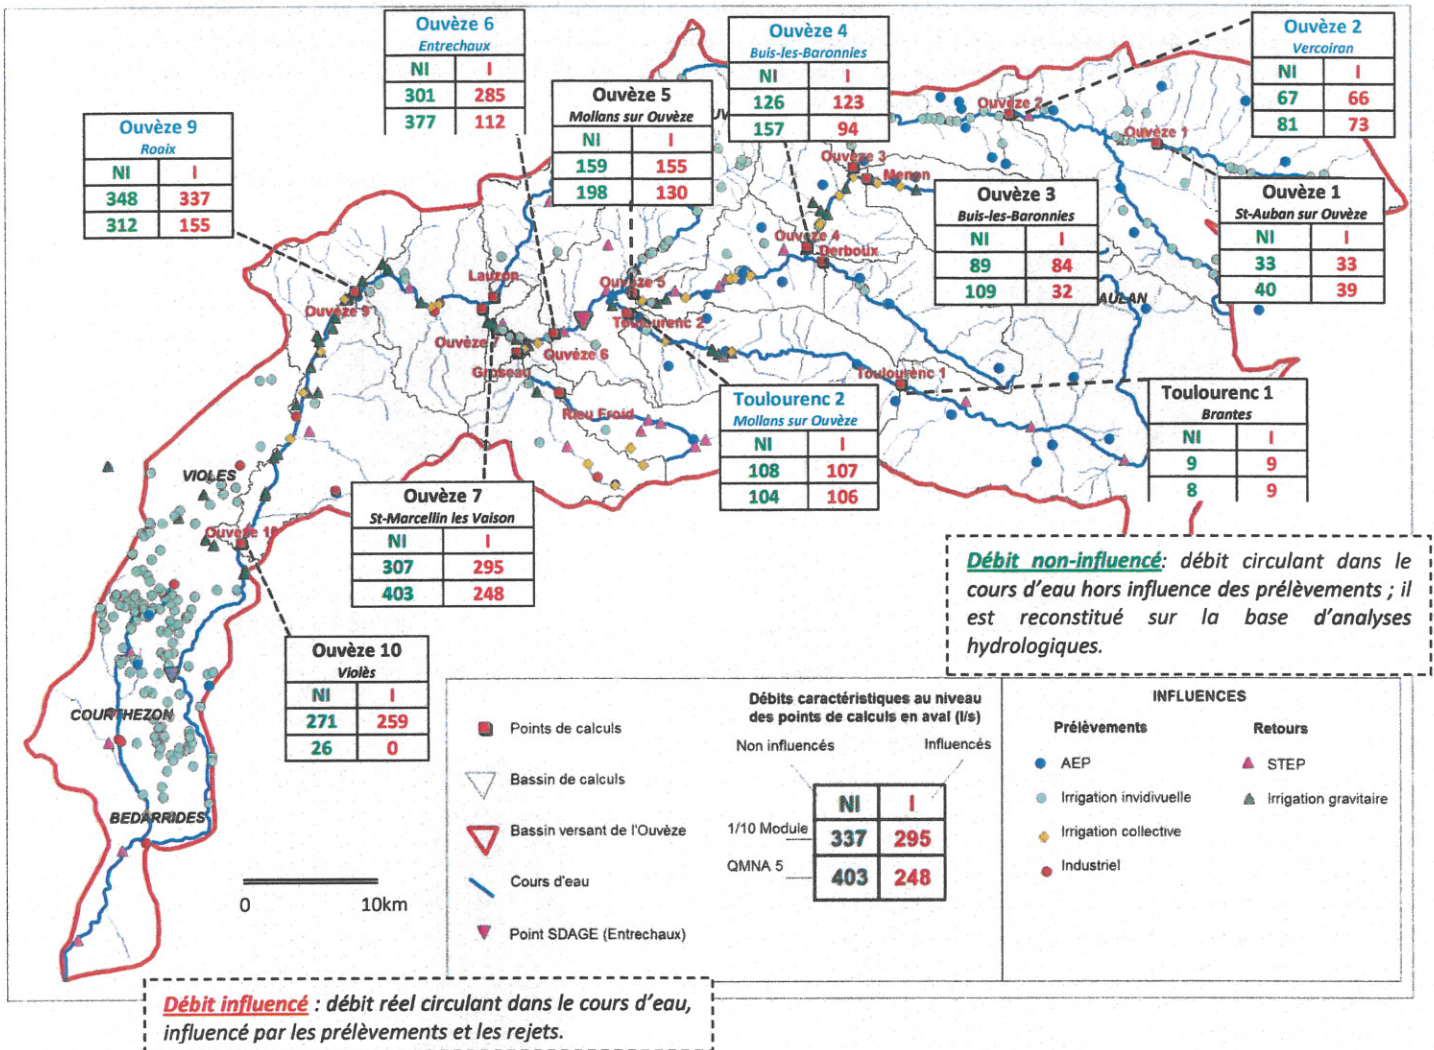 Ouvèze 6
Entrechaux
NI I
301 285
377 112
Ouvèze 4
Buis-les-Baronnies
NI I
126 123
157 94
Ouvèze 2
Vercoiran
NI I
67 66
81 73
Ouvèze 5
Mollans sur Ouvèze
NI I
159 155
198 130
Ouvèze 9
Roaix
NI I
348 337
312 155
Ouvèze 2
Ouvèze 1
Ouvèze 3
Menon
Ouvèze 3
Buis-les-Baronnies
NI I
89 84
109 32
Ouvèze 1
St-Auban sur Ouvèze
NI I
33 33
40 39
Ouvèze 4
Derboux
AULAN
Lauzon
Ouvèze 5
Ouvèze 9
Toulourenc 2
Ouvèze 7
Ouvèze 6
Groseau
Toulourenc 1
Rieu Froid
Toulourenc 2
Mollans sur Ouvèze
NI I
108 107
104 106
Toulourenc 1
Brantes
NI I
9 9
8 9
VIOLES
Ouvèze 7
St-Marcellin les Vaison
NI I
307 295
403 248
Ouvèze 10
Débit non-influencé: débit circulant dans le
cours d'eau hors influence des prélèvements ; il
est reconstitué sur la base d'analyses
hydrologiques.
Ouvèze 10
Violès
NI I
271 259
26 0
COURTHEZON
BEDARRIDES
0 10km
Points de calculs
Bassin de calculs
Bassin versant de l'Ouvèze
Cours d'eau
Point SDAGE (Entrechaux)
Débits caractéristiques au niveau
des points de calculs en aval (l/s)
Non influencés Influencés
NI I
1/10 Module 337 295
QMNA 5 403 248
INFLUENCES
Prélèvements Retours
AEP STEP
Irrigation invidivuelle Irrigation gravitaire
Irrigation collective
Industriel
Débit influencé : débit réel circulant dans le cours d'eau,
influencé par les prélèvements et les rejets.